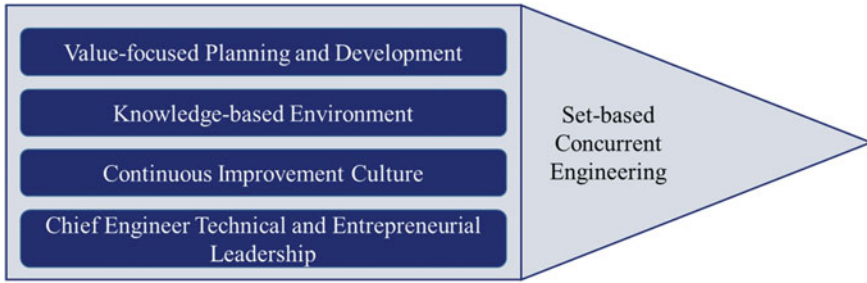 Value-focused Planning and Development
Knowledge-based Environment
Continuous Improvement Culture
Chief Engineer Technical and Entrepreneurial
Leadership
Set-based
Concurrent
Engineering